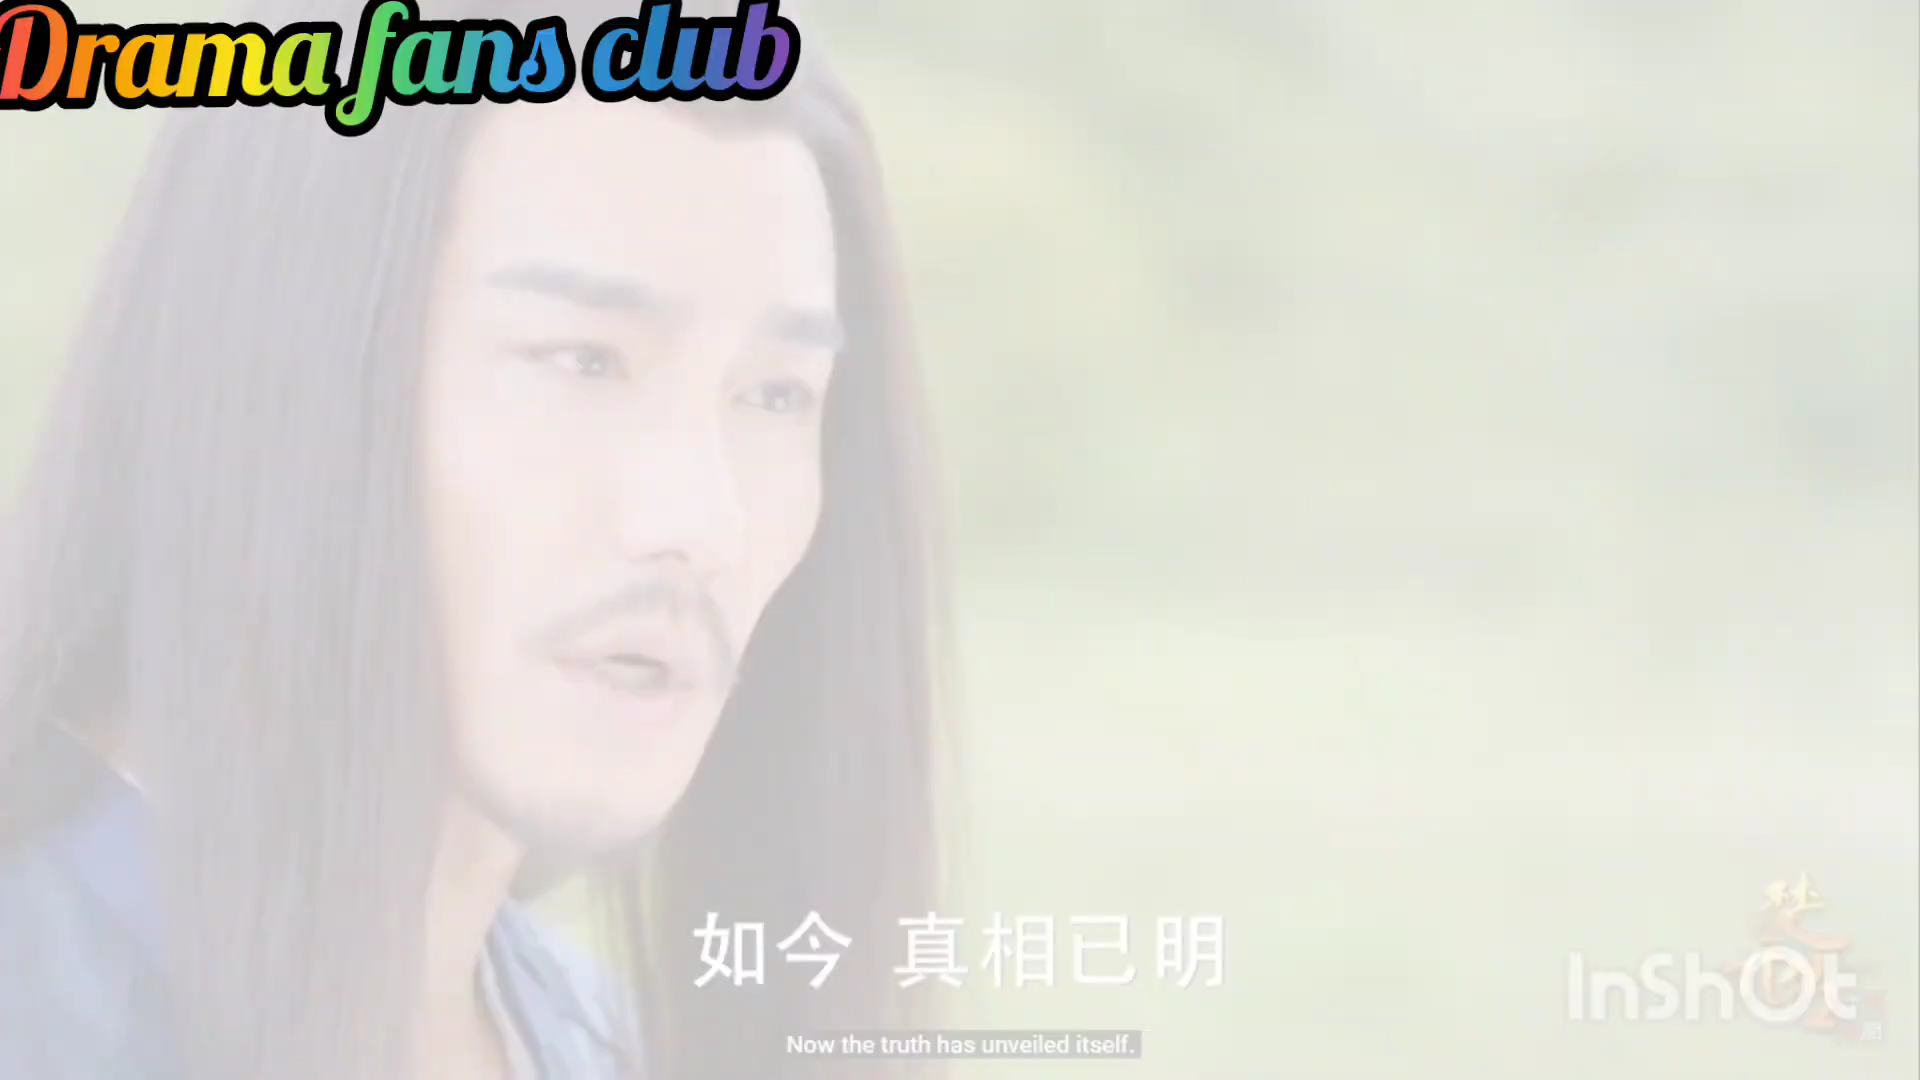 Drama fans club
如今 真相已明
InShOt
Now the truth has unveiled itself.